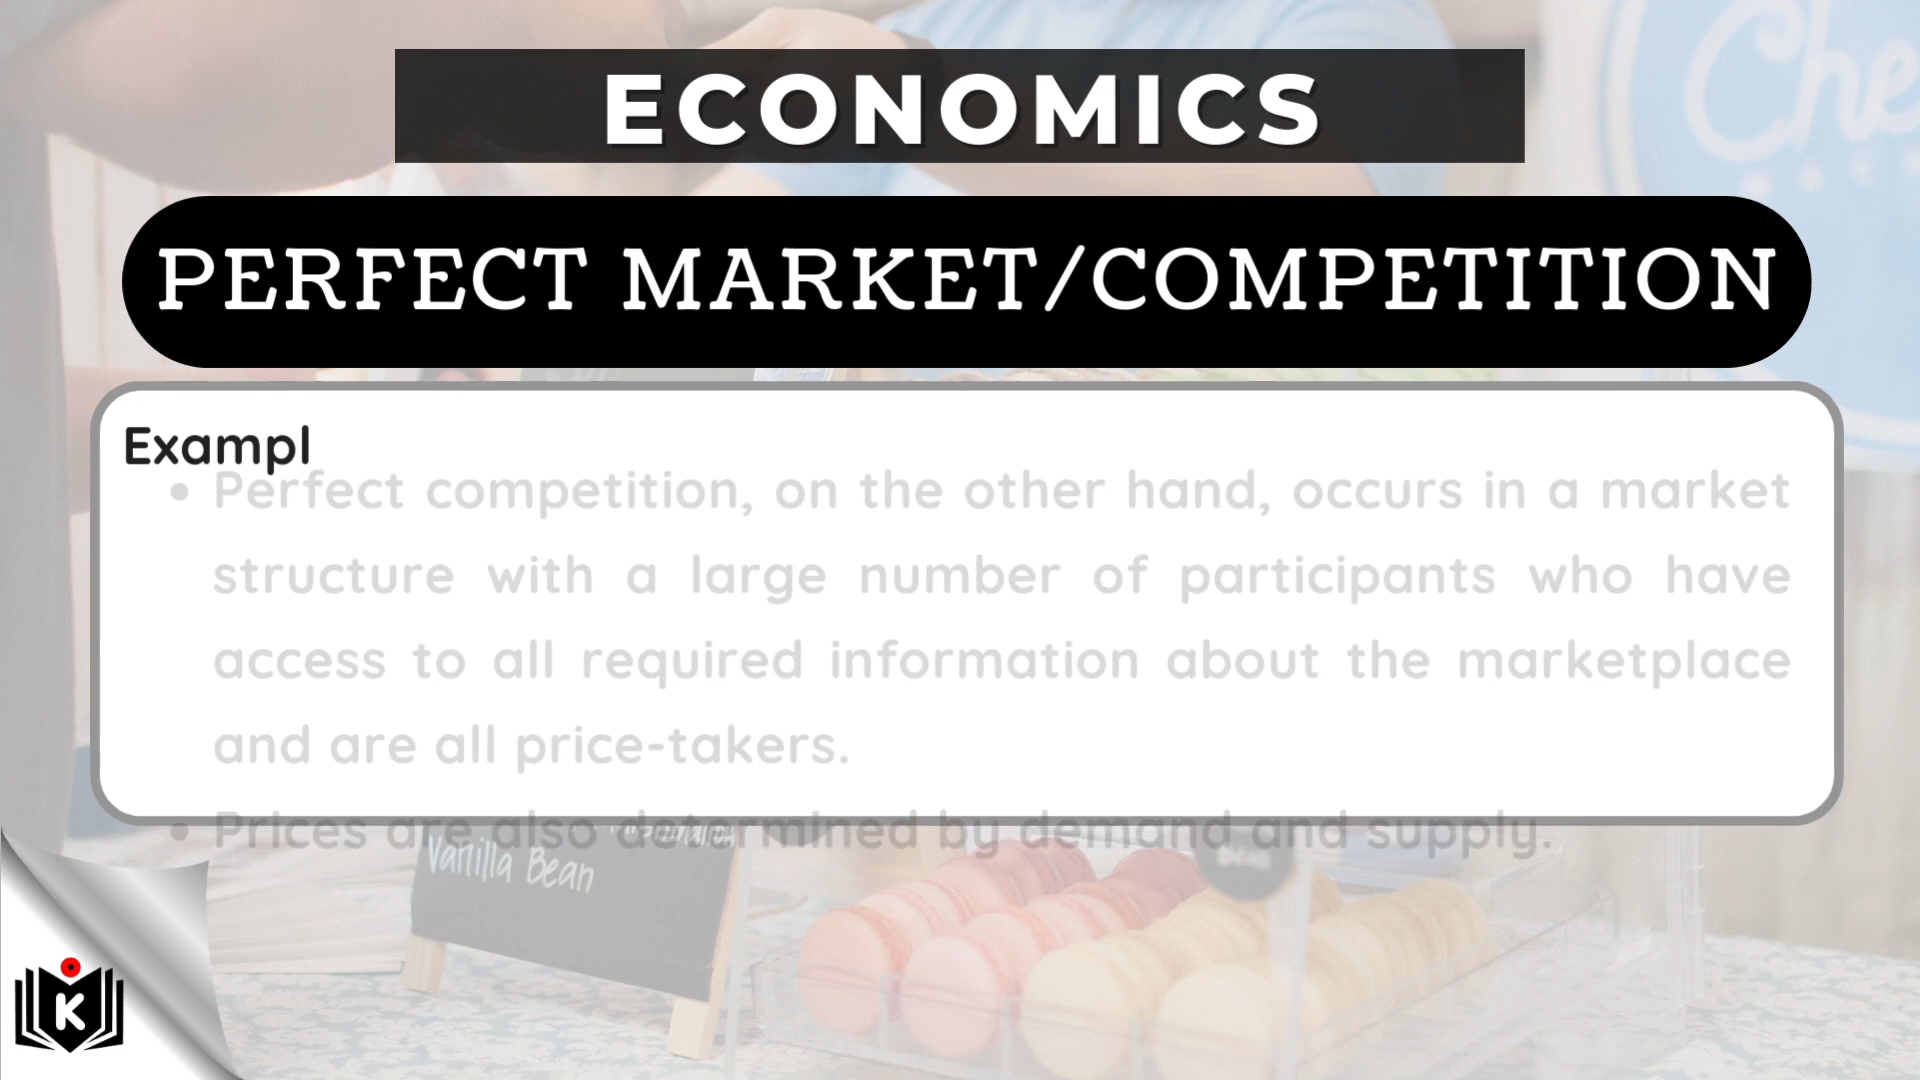 Che
ECONOMICS
PERFECT MARKET/COMPETITION
Exampl
• Perfect competition, on the other hand, occurs in a market
structure with a large number of participants who have
access to all required information about the marketplace
and are all price-takers.
• Prices are also determined by demand and supply.
Vanilla Bean
K